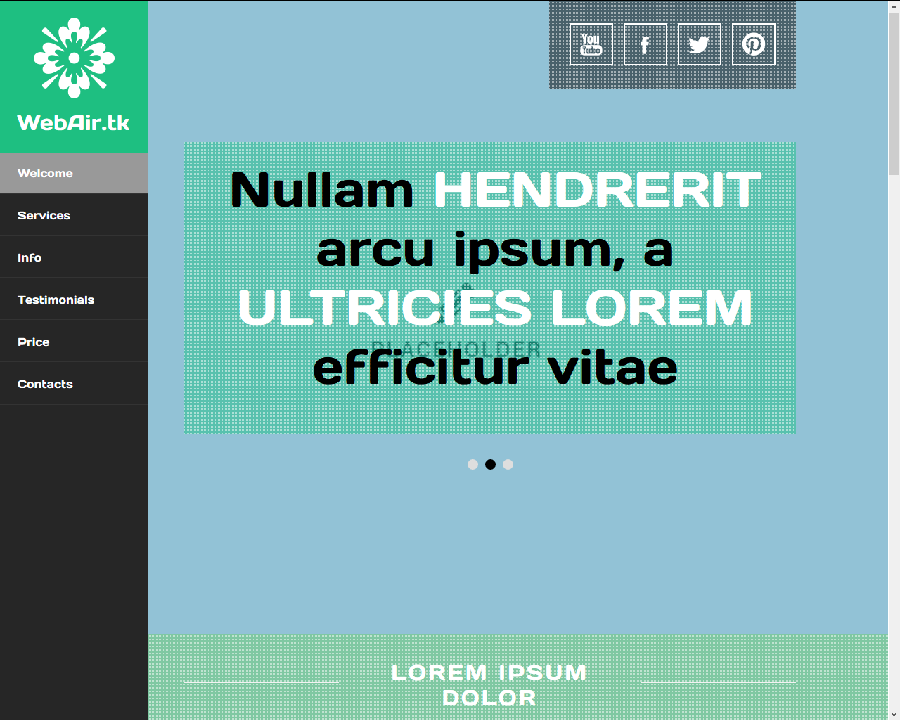 WebAir.tk
Welcome
Services
Info
Testimonials
Price
Contacts
You
Tube
Nullam HENDRERIT
arcu ipsum, a
ULTRICIES LOREM
PLACEHOLDER
efficitur vitae
LOREM IPSUM
DOLOR